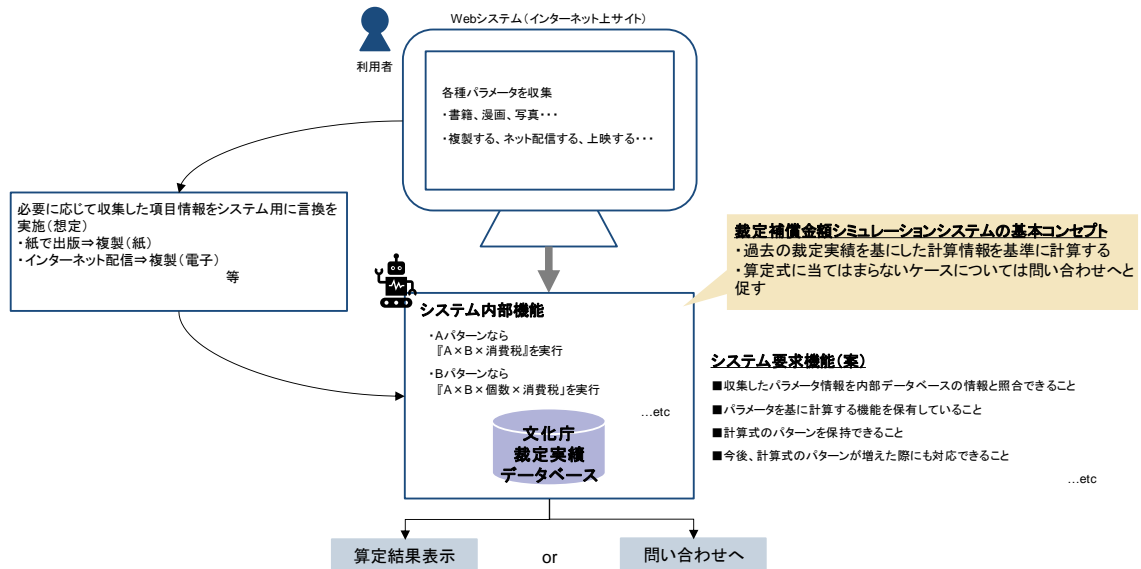 Webシステム（インターネット上サイト）
利用者
各種パラメータを収集
・書籍、漫画、写真・・・
・複製する、ネット配信する、上映する・・・
必要に応じて収集した項目情報をシステム用に言換を
実施（想定）
・紙で出版⇒複製（紙）
・インターネット配信⇒複製（電子）
等
裁定補償金額シミュレーションシステムの基本コンセプト
・過去の裁定実績を基にした計算情報を基準に計算する
・算定式に当てはまらないケースについては問い合わせへと
促す
システム内部機能
・Aパターンなら
『A×B×消費税』を実行
・Bパターンなら
『A×B×個数×消費税」を実行
…etc
文化庁
裁定実績
データベース
システム要求機能（案）
■収集したパラメータ情報を内部データベースの情報と照合できること
■パラメータを基に計算する機能を保有していること
■計算式のパターンを保持できること
■今後、計算式のパターンが増えた際にも対応できること
…etc
算定結果表示
or
問い合わせへ